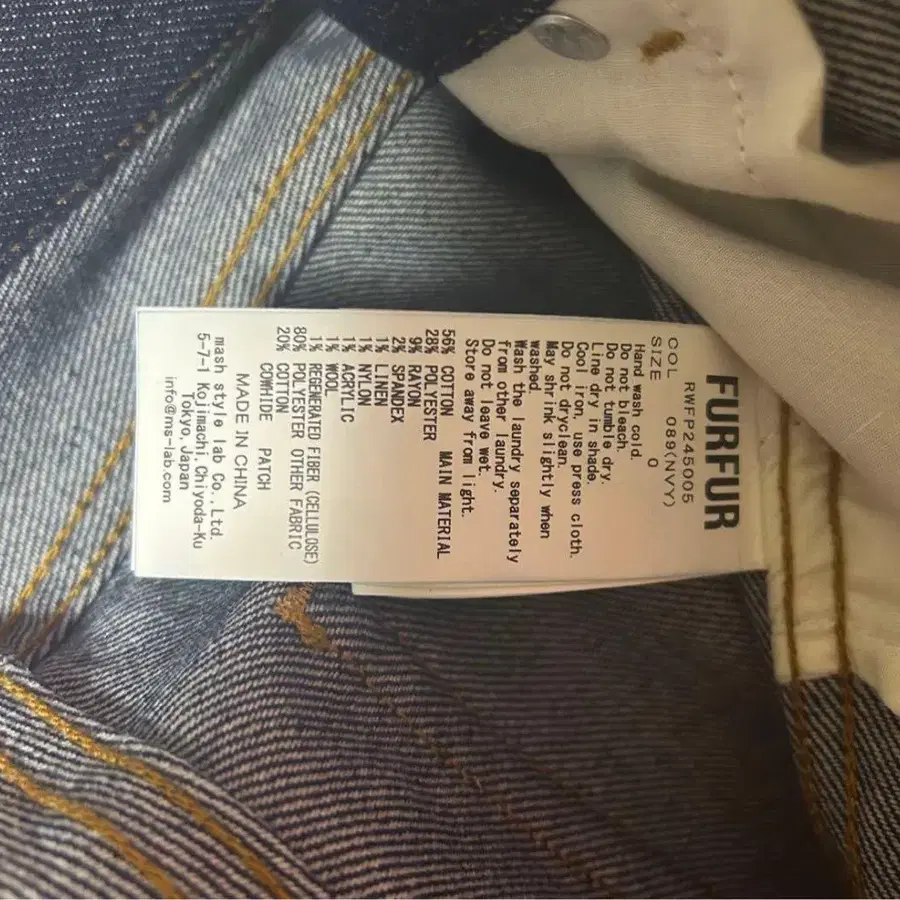 FURFUR
RWFP245005
COL 089(NVY)
SIZE 0
Hand wash cold.
Do not bleach.
Do not tumble dry.
Line dry in shade.
Cool iron, use press cloth.
Do not dryclean.
May shrink slightly when
washed.
Wash the laundry separately
from other laundry.
Do not leave wet.
Store away from light.
56% COTTON MAIN MATERIAL
28% POLYESTER
9% RAYON
2% SPANDEX
1% LINEN
1% NYLON
1% ACRYLIC
1% WOOL
1% REGENERATED FIBER (CELLULOSE)
80% POLYESTER OTHER FABRIC
20% COTTON
COWHIDE PATCH
MADE IN CHINA
mash style lab Co., Ltd.
5-7-1 Kojimachi, Chiyoda-Ku
Tokyo, Japan
info@ms-lab.com